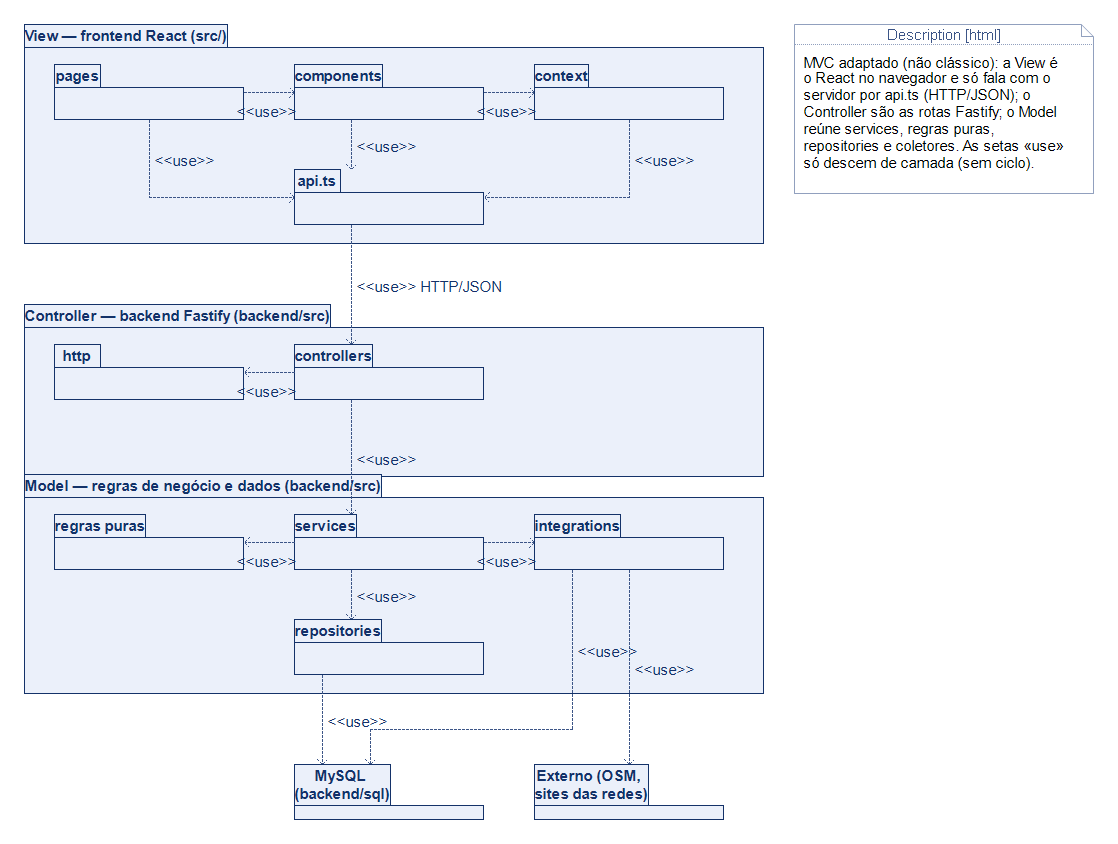 View — frontend React (src/)
pages
components
context
<<use>>
<<use>>
<<use>>
<<use>>
<<use>>
api.ts
<<use>> HTTP/JSON
Description [html]
MVC adaptado (não clássico): a View é
o React no navegador e só fala com o
servidor por api.ts (HTTP/JSON); o
Controller são as rotas Fastify; o Model
reúne services, regras puras,
repositories e coletores. As setas «use»
só descem de camada (sem ciclo).
Controller — backend Fastify (backend/src)
http
controllers
<<use>>
<<use>>
Model — regras de negócio e dados (backend/src)
regras puras
services
integrations
<<use>>
<<use>>
<<use>>
repositories
<<use>>
<<use>>
<<use>>
MySQL
(backend/sql)
Externo (OSM,
sites das redes)